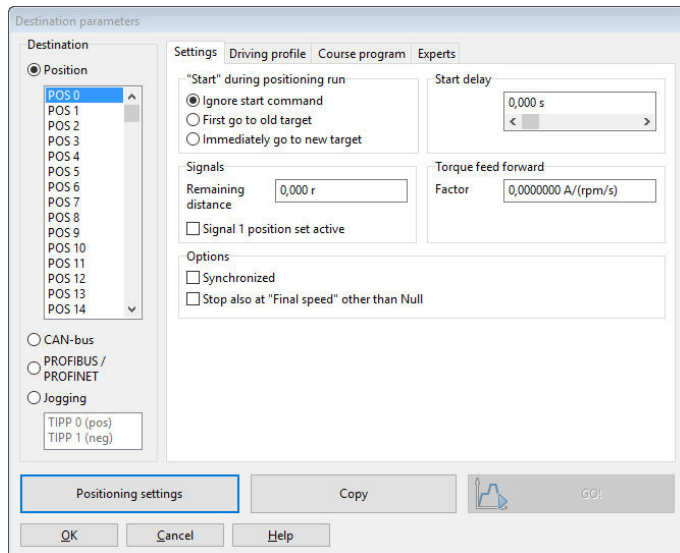 Destination parameters
Destination
Position
POS 0
POS 1
POS 2
POS 3
POS 4
POS 5
POS 6
POS 7
POS 8
POS 9
POS 10
POS 11
POS 12
POS 13
POS 14
CAN-bus
PROFIBUS /
PROFINET
Jogging
TIPP 0 (pos)
TIPP 1 (neg)
Settings
Driving profile
Course program
Experts
"Start" during positioning run
Ignore start command
First go to old target
Immediately go to new target
Start delay
0,000 s
Signals
Remaining
distance
0,000 r
Signal 1 position set active
Torque feed forward
Factor
0,0000000 A/(rpm/s)
Options
Synchronized
Stop also at "Final speed" other than Null
Positioning settings
Copy
GO!
OK
Cancel
Help